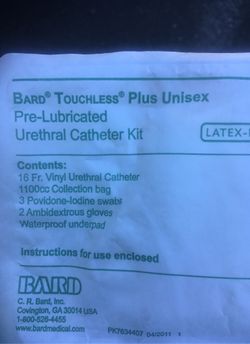 BARD® TOUCHLESS® Plus Unisex
Pre-Lubricated
Urethral Catheter Kit
LATEX-
Contents:
16 Fr. Vinyl Urethral Catheter
1100cc Collection bag
3 Povidone-Iodine swabs
2 Ambidextrous gloves
Waterproof underpad
Instructions for use enclosed
BARD
C. R. Bard, Inc.
Covington, GA 30014 USA
1-800-526-4455
www.bardmedical.com
PK7634407 04/2011 1